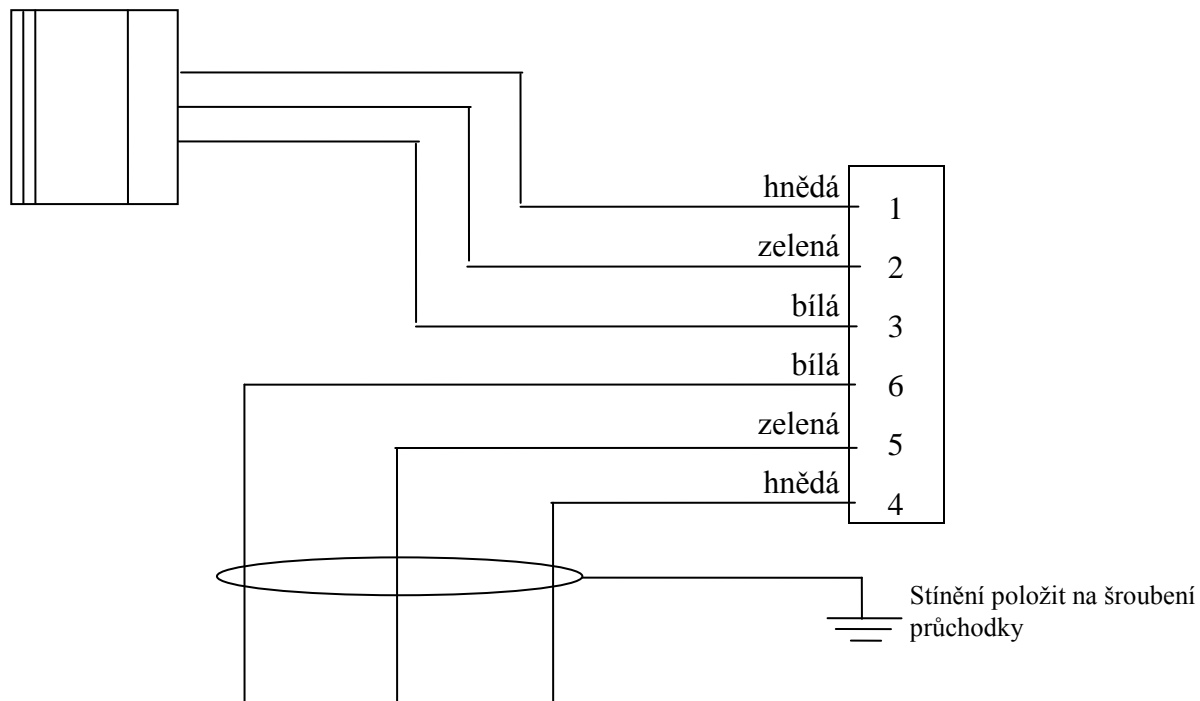 hnědá
1
zelená
2
bílá
3
bílá
6
zelená
5
hnědá
4
Stínění položit na šroubení
průchodky